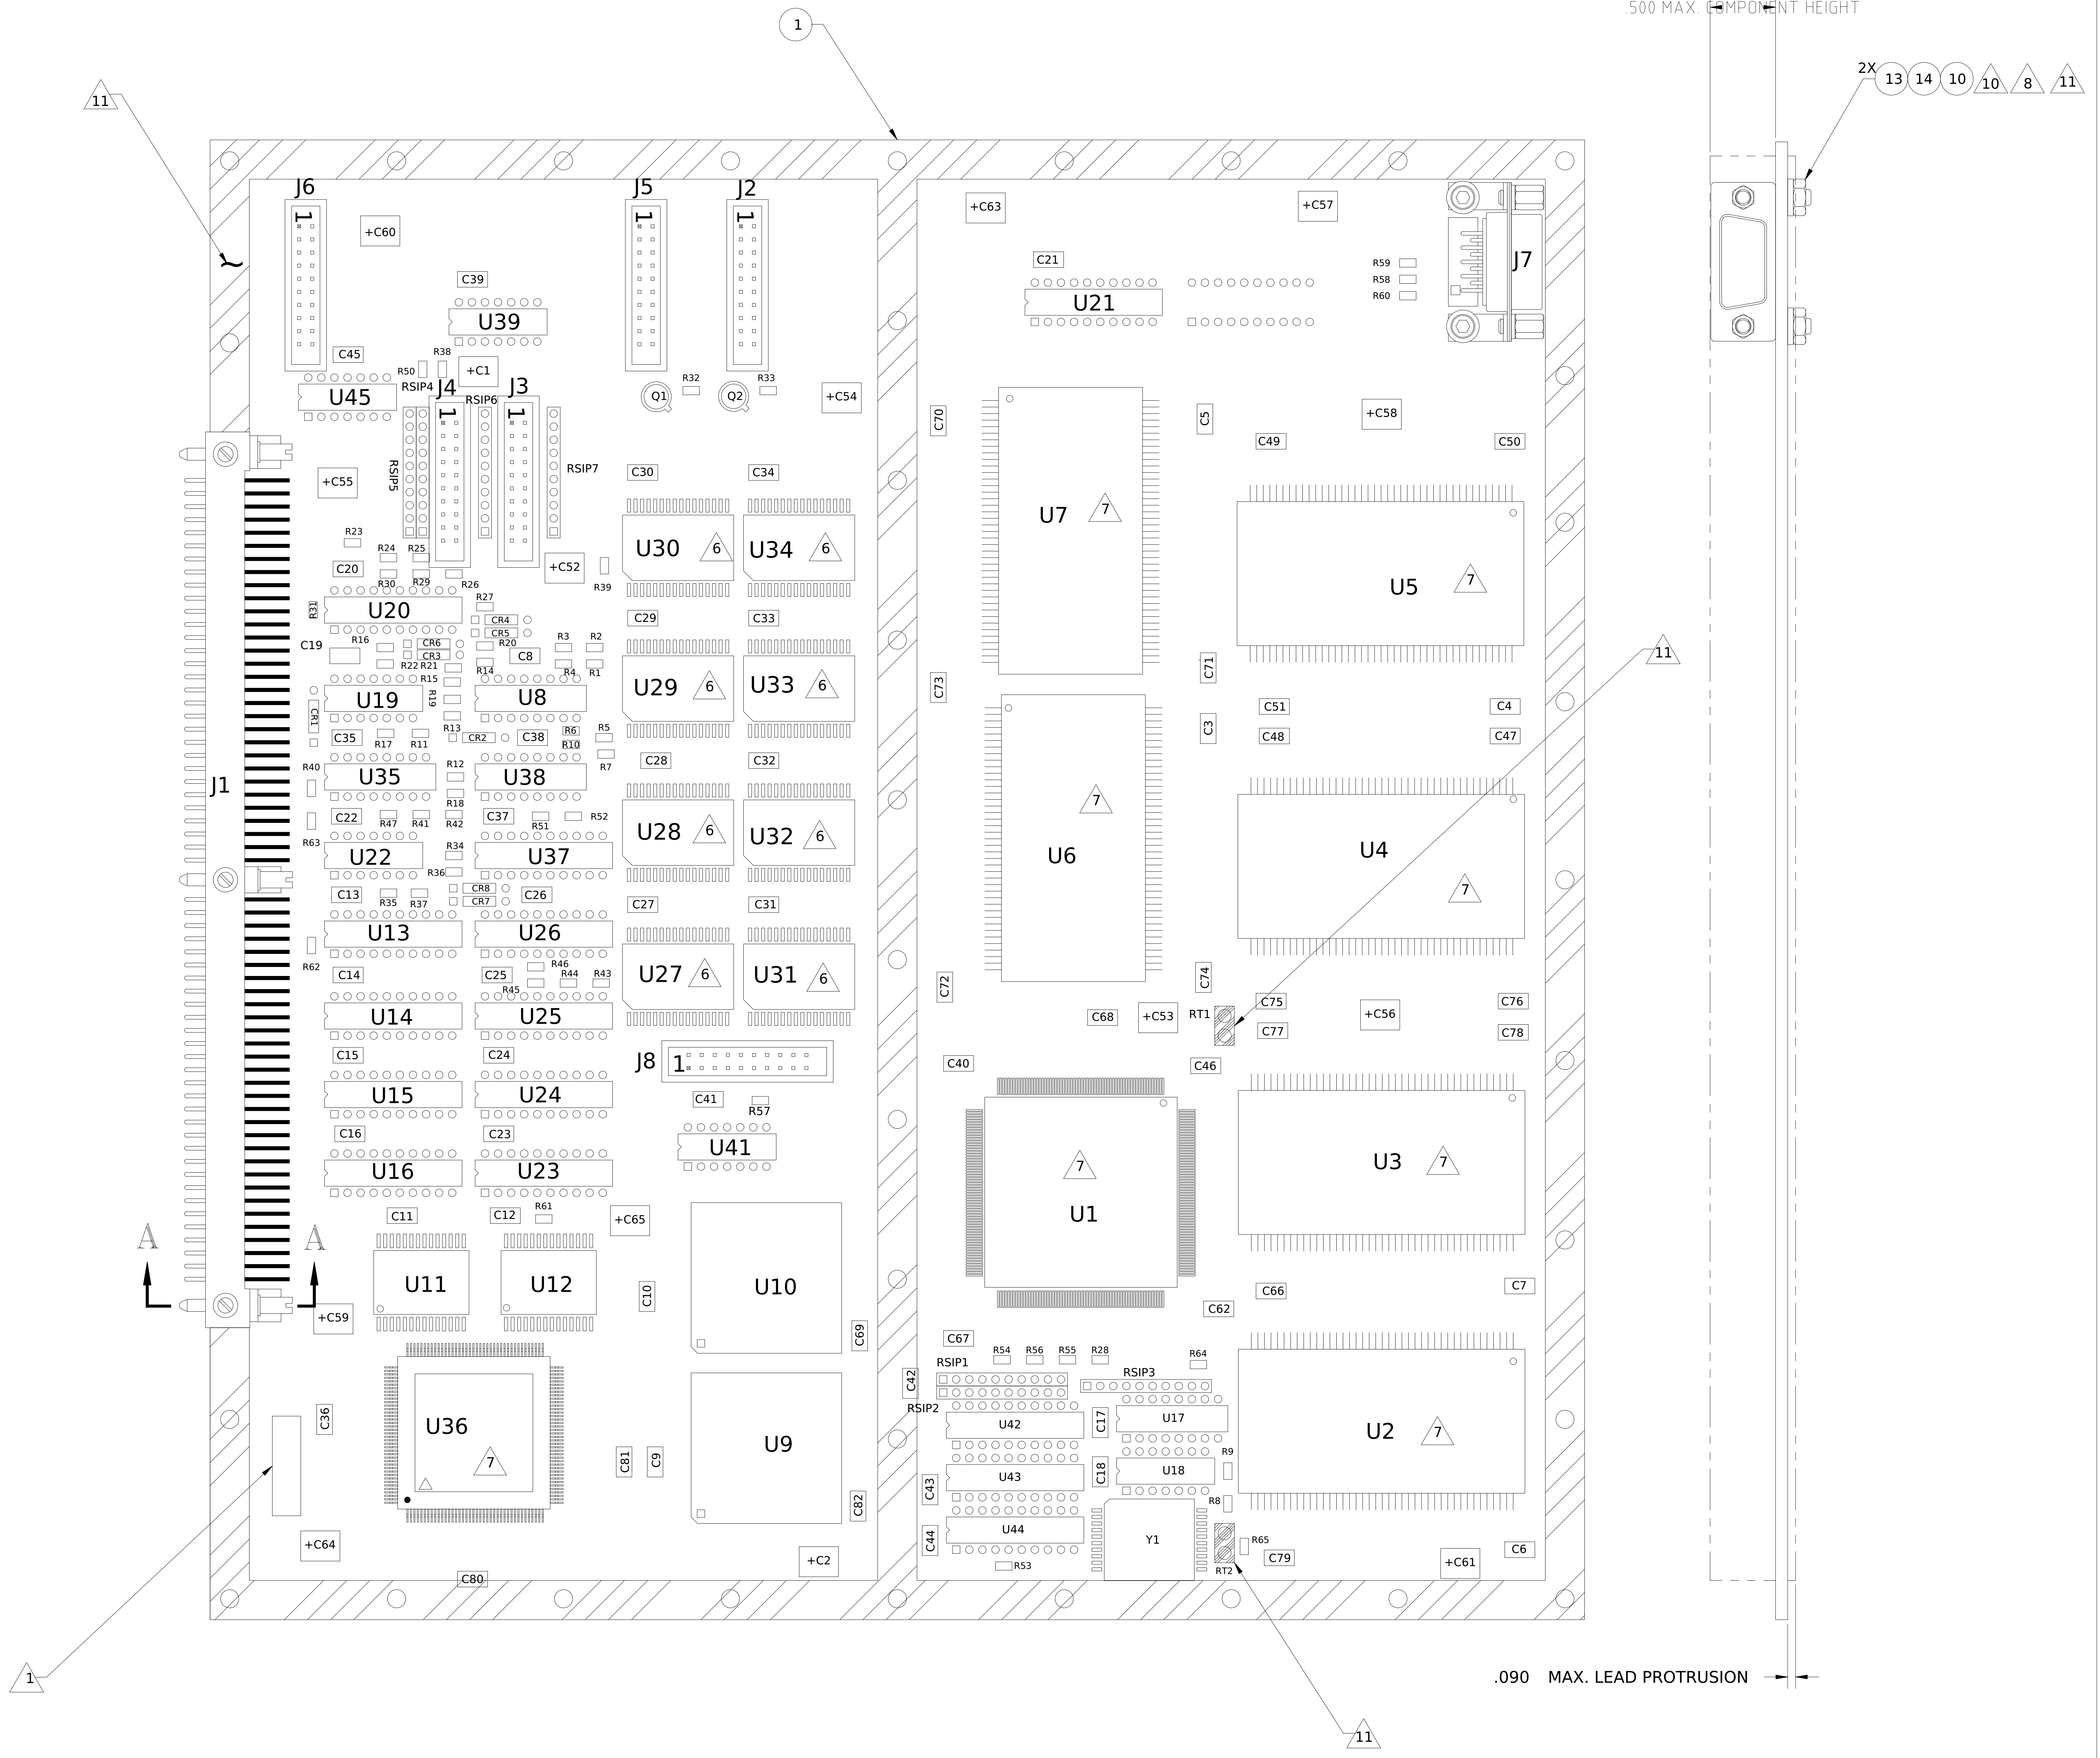 .500 MAX. COMPONENT HEIGHT
1
2X 13 14 10 10 8 11
11
J6 J5 J2
1 1 1
+C60
+C63 +C57
C39
C21
R59
R58
R60
J7
U39
U21
C45 R38
R50 +C1
RSIP4 J4 RSIP6 J3
1 1
U45
R32 R33
Q1 Q2 +C54
C70 C5 +C58
C49 C50
RSIP5 RSIP7
+C55
C30 C34
R23
R24 R25
C20
R30 R29 R26
+C52
R39
U30 6 U34 6
U7 7
U5 7
R31 U20
R27
CR4
CR5
C29 C33
C19 R16 CR6 R20 R3 R2
CR3 C8
R22 R21 R14 R4 R1
R15
U19 R19 U8
U29 6 U33 6
C73 C71
11
CR1
C35 R17 R11 R13 CR2 C38 R6 R5
R10
R7
C3 C51 C4
C48 C47
C28 C32
J1
R40 U35 R12 U38
R18
C22 R47 R41 R42 C37 R51 R52
R63
U28 6 U32 6
U6 7
U4 7
U22 R34 U37
R36
C13 R35 R37 CR8 C26
CR7
C27 C31
U13 U26
R62
C14 C25 R46 R44 R43
R45
U27 6 U31 6
C72 C74
C75 C76
C68 +C53 RT1 +C56
C77 C78
U14 U25
C15 C24
J8 1
C40 C46
U15 U24
C41 R57
C16 C23
U41
U16 U23
U1 7
U3 7
C11 C12 R61 +C65
A A
U11 U12
C10 U10
C66 C7
+C59 C62
C69
C67
R54 R56 R55 R28 R64
RSIP1 RSIP3
C42
RSIP2
U42 C17 U17
U2 7
C36 U36 7
C81 C9 U9
R9
U43 C18 U18
C43 C82
R8
U44 Y1
C44
R65
+C64 +C2 R53 RT2 C79 +C61 C6
C80
1
.090 MAX. LEAD PROTRUSION
11